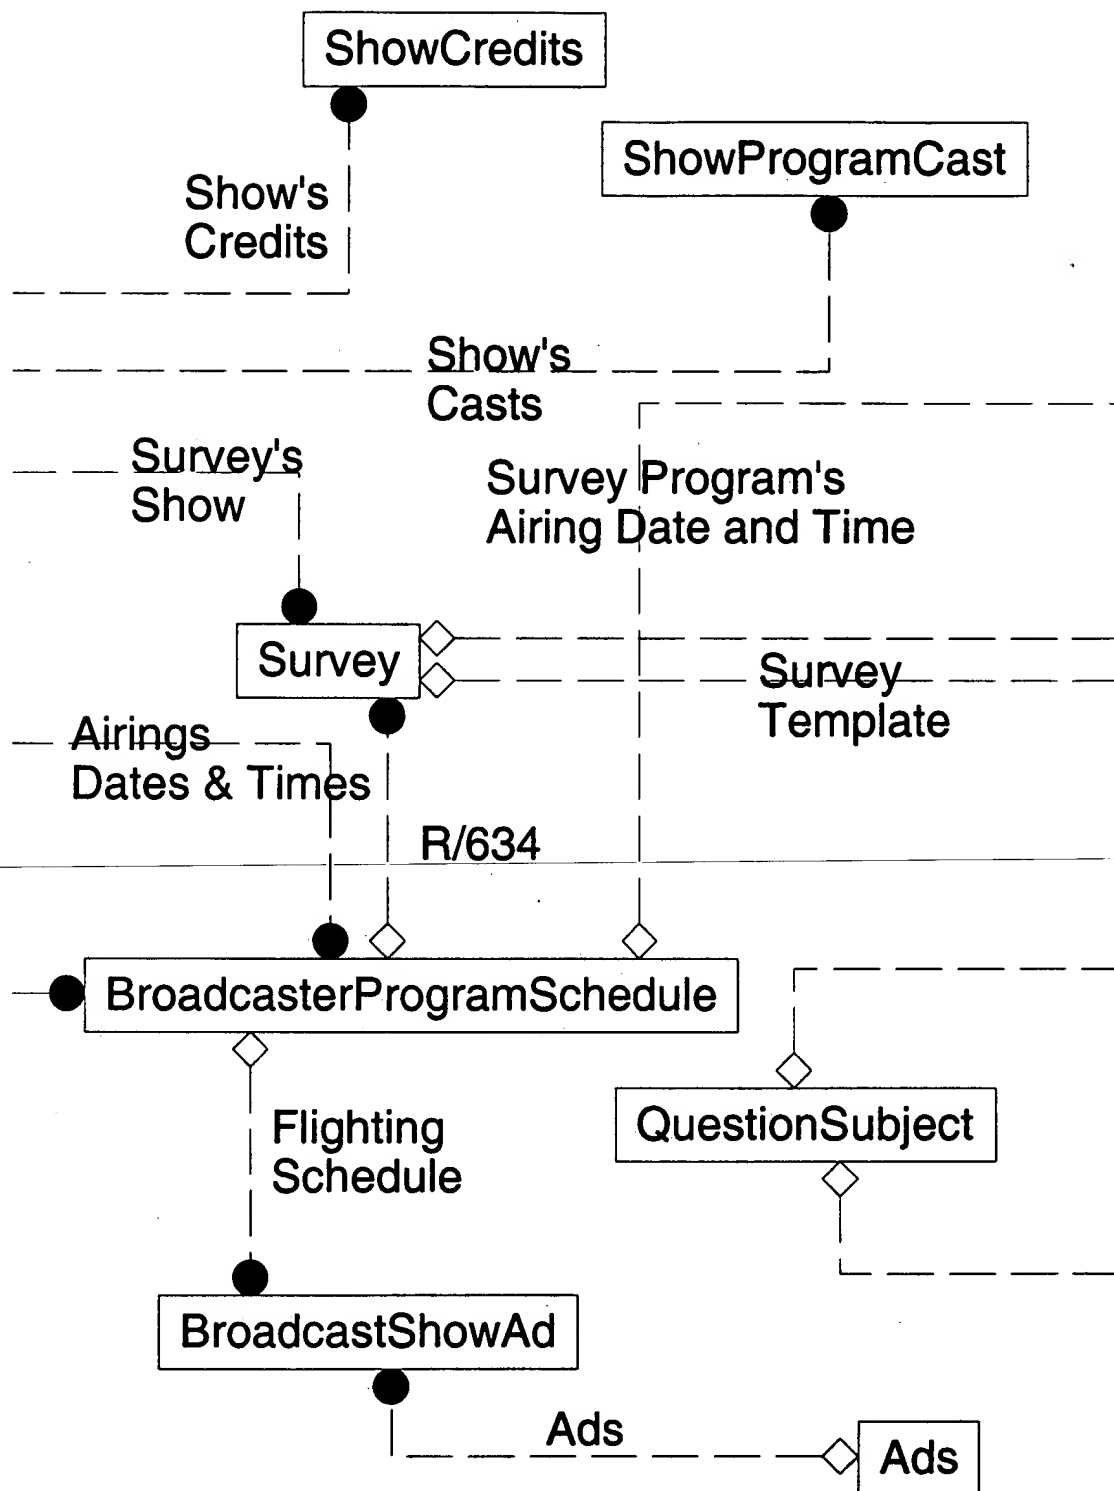 ShowCredits
ShowProgramCast
Show's
Credits
Show's
Casts
Survey's
Show
Survey Program's
Airing Date and Time
Survey
Survey
Template
Airings
Dates & Times
R/634
BroadcasterProgramSchedule
Flighting
Schedule
QuestionSubject
BroadcastShowAd
Ads
Ads